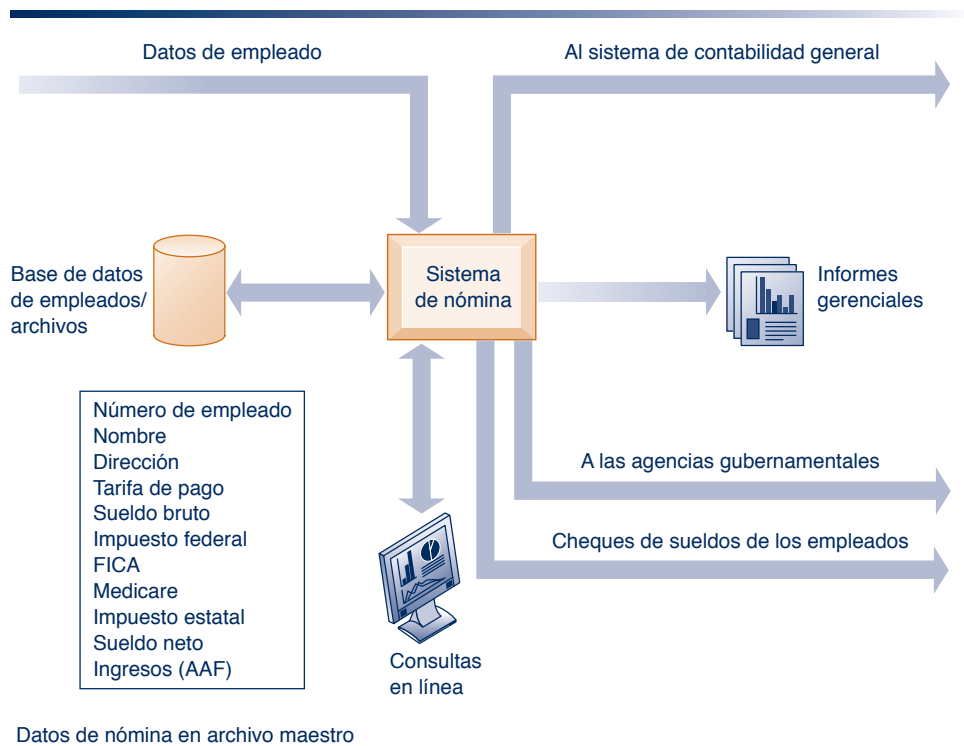 Datos de empleado
Al sistema de contabilidad general
Base de datos
de empleados/
archivos
Sistema
de nómina
Informes
gerenciales
Número de empleado
Nombre
Dirección
Tarifa de pago
Sueldo bruto
Impuesto federal
FICA
Medicare
Impuesto estatal
Sueldo neto
Ingresos (AAF)
A las agencias gubernamentales
Cheques de sueldos de los empleados
Consultas
en línea
Datos de nómina en archivo maestro